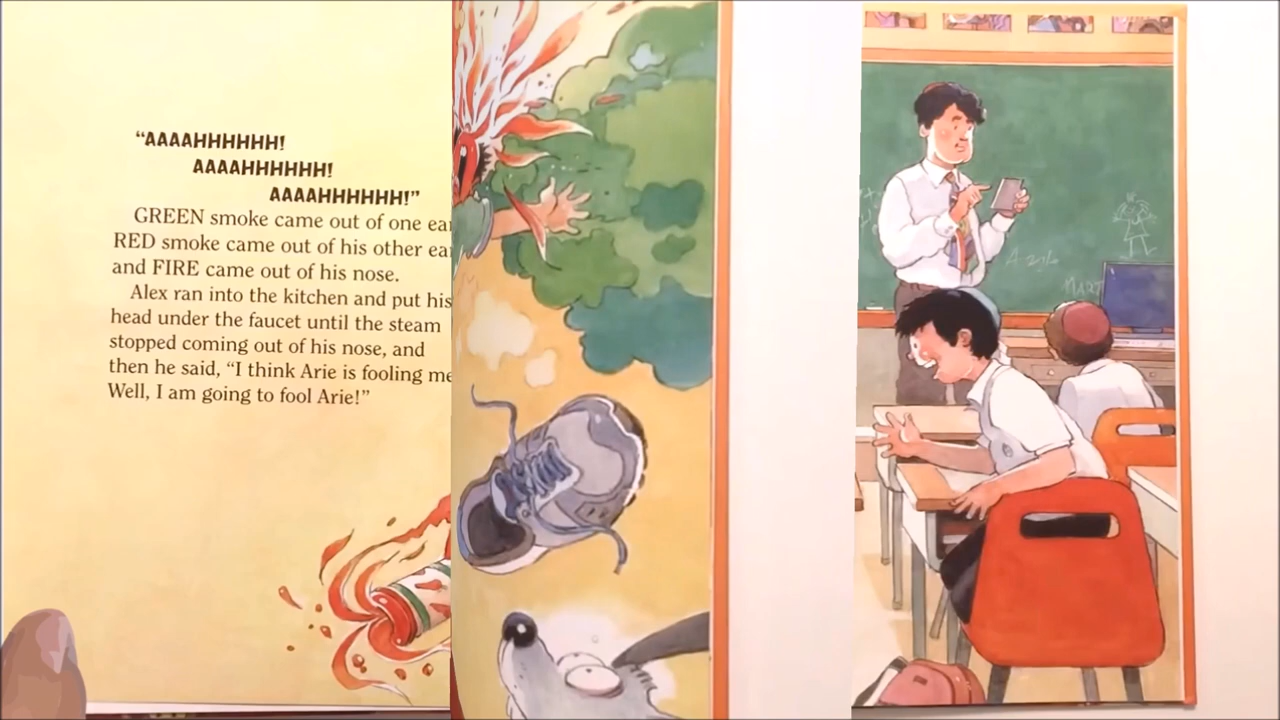 “AAAAHHHHHH!
AAAAHHHHHH!
AAAAHHHHHH!”
GREEN smoke came out of one ear
RED smoke came out of his other ear
and FIRE came out of his nose.
Alex ran into the kitchen and put his
head under the faucet until the steam
stopped coming out of his nose, and
then he said, “I think Arie is fooling me
Well, I am going to fool Arie!”